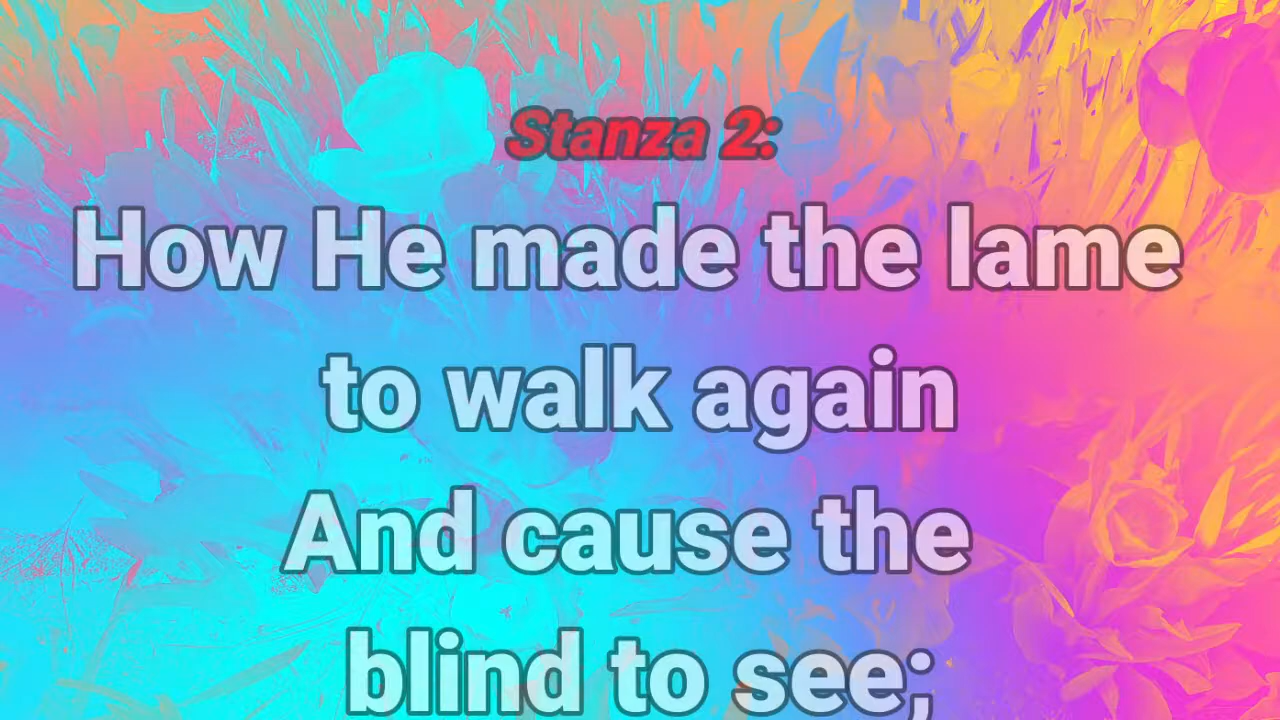 Stanza 2:
How He made the lame
to walk again
And cause the
blind to see;